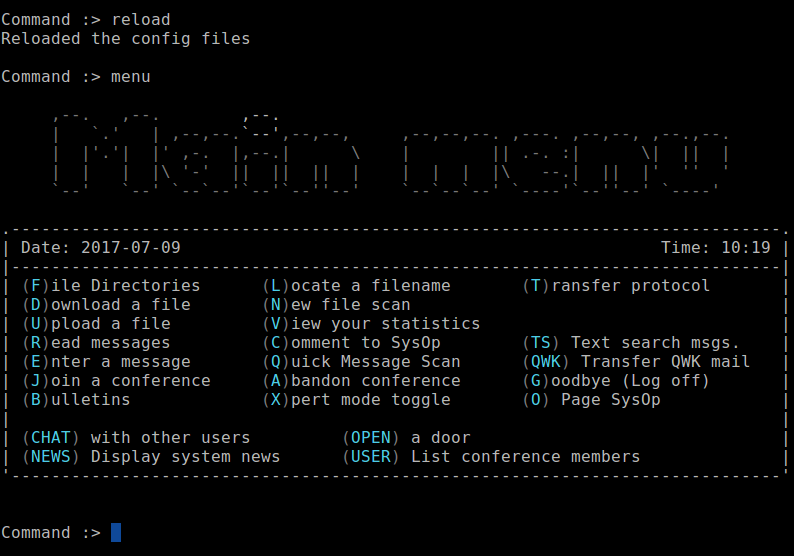 Command :> reload
Reloaded the config files
Command :> menu
Main menu
Date: 2017-07-09 Time: 10:19
(F)ile Directories (L)ocate a filename (T)ransfer protocol
(D)ownload a file (N)ew file scan
(U)pload a file (V)iew your statistics
(R)ead messages (C)omment to SysOp (TS) Text search msgs.
(E)nter a message (Q)uick Message Scan (QWK) Transfer QWK mail
(J)oin a conference (A)bandon conference (G)oodbye (Log off)
(B)ulletins (X)pert mode toggle (O) Page SysOp
(CHAT) with other users (OPEN) a door
(NEWS) Display system news (USER) List conference members
Command :>